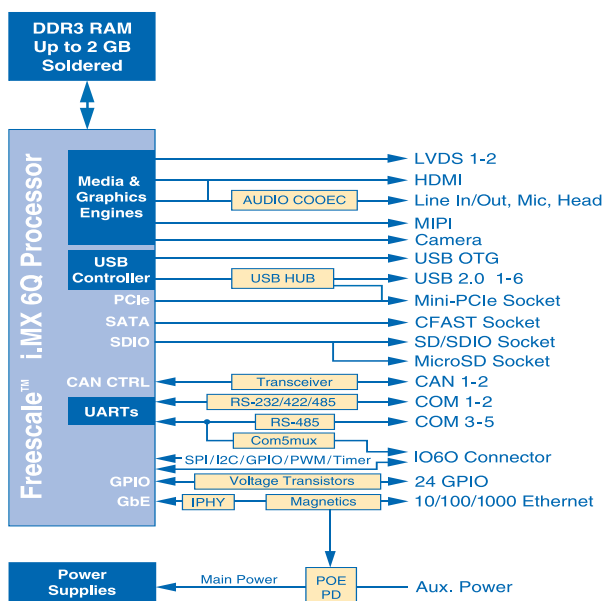 DDR3 RAM
Up to 2 GB
Soldered
Freescale™ i.MX 6Q Processor
Media &
Graphics
Engines
LVDS 1-2
HDMI
AUDIO COOEC
Line In/Out, Mic, Head
MIPI
Camera
USB
Controller
USB OTG
USB HUB
USB 2.0 1-6
PCIe
Mini-PCIe Socket
SATA
CFAST Socket
SDIO
SD/SDIO Socket
MicroSD Socket
CAN CTRL
Transceiver
CAN 1-2
UARTs
RS-232/422/485
COM 1-2
RS-485
COM 3-5
Com5mux
SPI/I2C/GPIO/PWM/Timer
IO6O Connector
GPIO
Voltage Transistors
24 GPIO
GbE
IPHY
Magnetics
10/100/1000 Ethernet
Power
Supplies
Main Power
POE
PD
Aux. Power